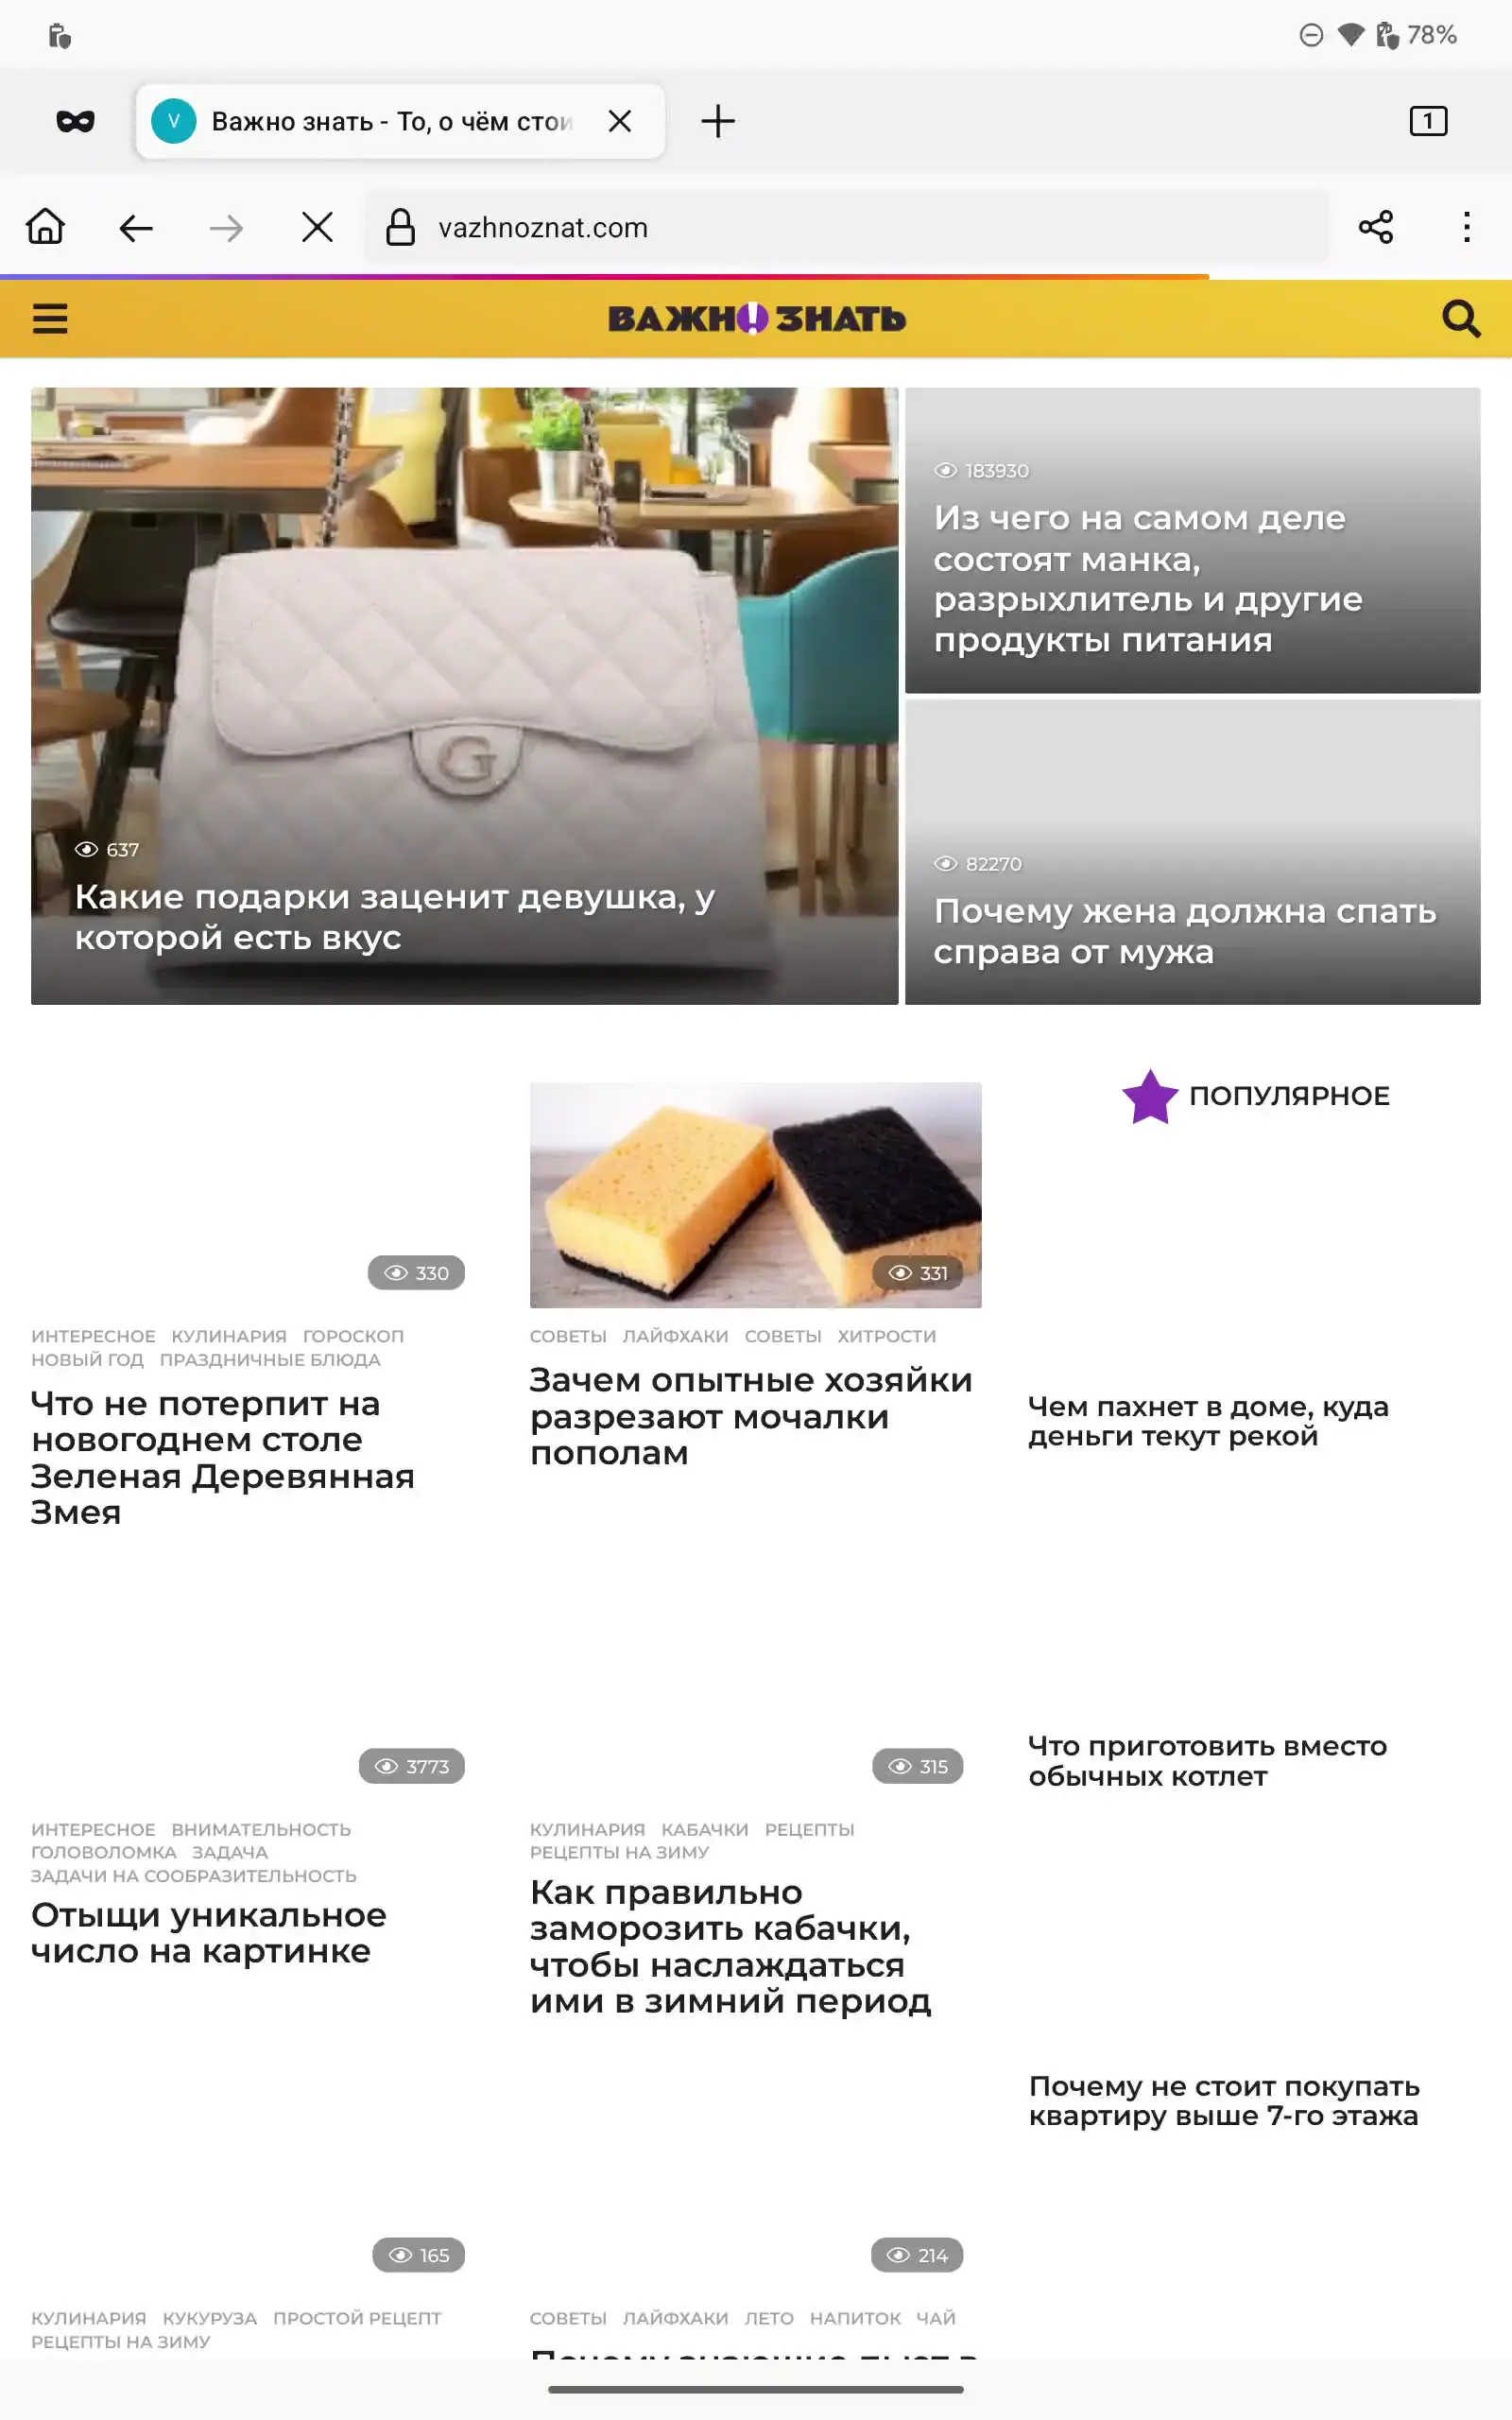 78%
V
Важно знать - То, о чём стои
1
vazhnoznat.com
ВАЖНО ЗНАТЬ
637
Какие подарки заценит девушка, у
которой есть вкус
G
183930
Из чего на самом деле
состоят манка,
разрыхлитель и другие
продукты питания
82270
Почему жена должна спать
справа от мужа
330
ИНТЕРЕСНОЕ КУЛИНАРИЯ ГОРОСКОП
НОВЫЙ ГОД ПРАЗДНИЧНЫЕ БЛЮДА
Что не потерпит на
новогоднем столе
Зеленая Деревянная
Змея
331
СОВЕТЫ ЛАЙФХАКИ СОВЕТЫ ХИТРОСТИ
Зачем опытные хозяйки
разрезают мочалки
пополам
3773
ИНТЕРЕСНОЕ ВНИМАТЕЛЬНОСТЬ
ГОЛОВОЛОМКА ЗАДАЧА
ЗАДАЧИ НА СООБРАЗИТЕЛЬНОСТЬ
Отыщи уникальное
число на картинке
315
КУЛИНАРИЯ КАБАЧКИ РЕЦЕПТЫ
РЕЦЕПТЫ НА ЗИМУ
Как правильно
заморозить кабачки,
чтобы наслаждаться
ими в зимний период
165
КУЛИНАРИЯ КУКУРУЗА ПРОСТОЙ РЕЦЕПТ
РЕЦЕПТЫ НА ЗИМУ
214
СОВЕТЫ ЛАЙФХАКИ ЛЕТО НАПИТОК ЧАЙ
ПОПУЛЯРНОЕ
Чем пахнет в доме, куда
деньги текут рекой
Что приготовить вместо
обычных котлет
Почему не стоит покупать
квартиру выше 7-го этажа